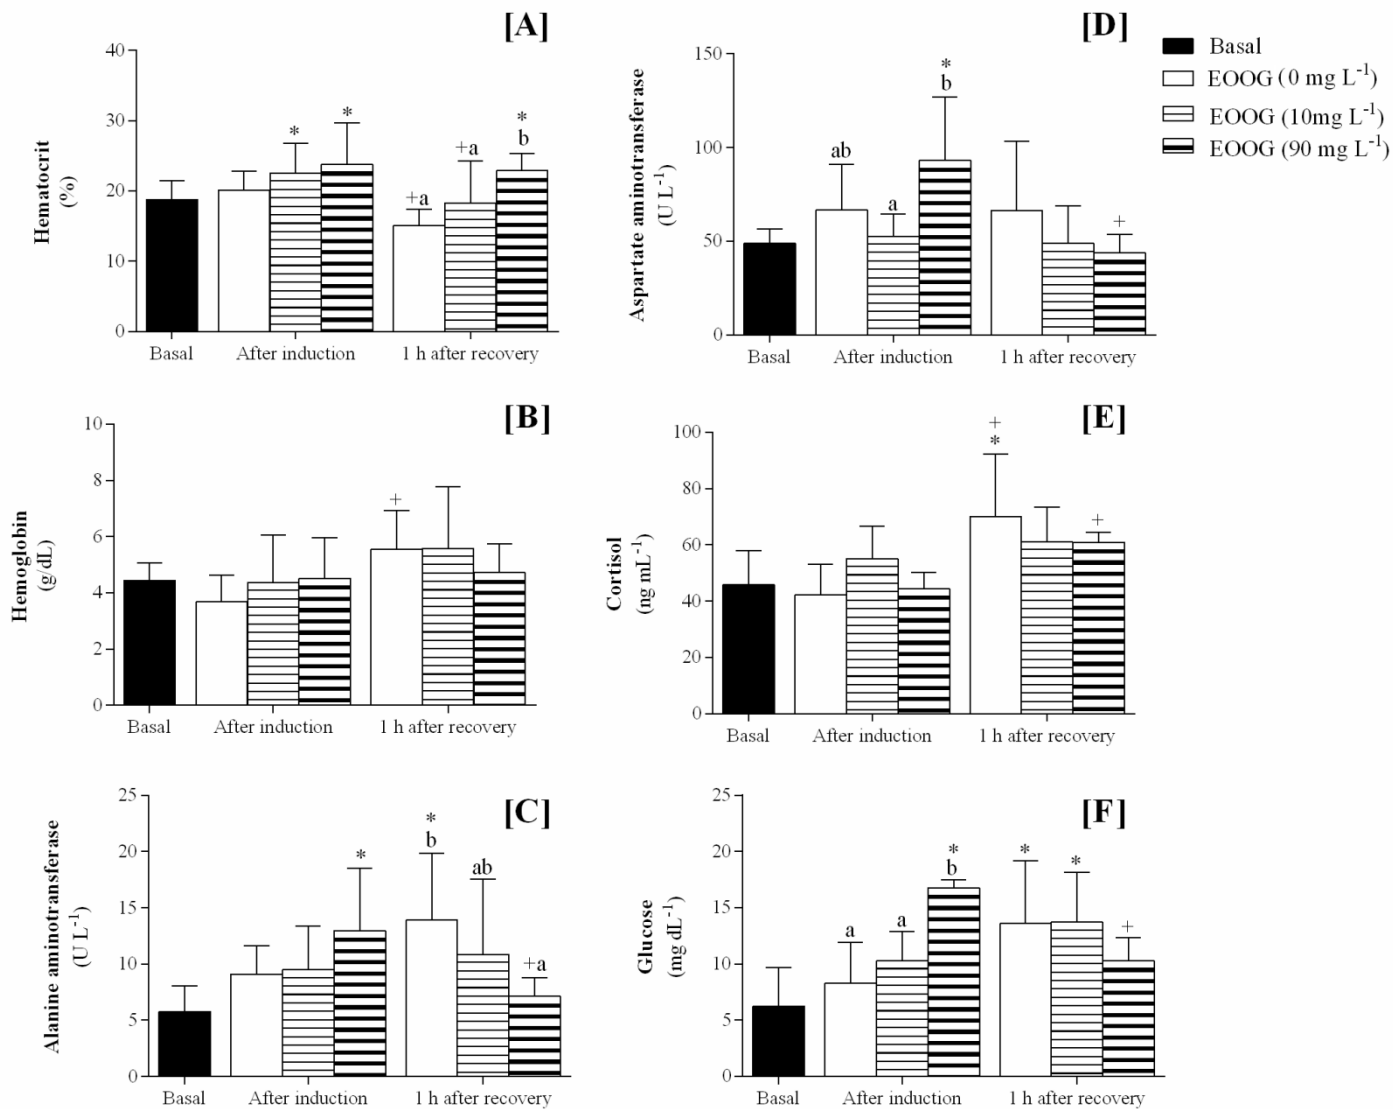 [A]
Hematocrit
(%)
40
30
20
10
0
* * +a +a * b
Basal After induction 1 h after recovery
[D]
Aspartate aminotransferase
(U L-1)
150
100
50
0
ab a * b +
Basal After induction 1 h after recovery
Basal
EOOG (0 mg L-1)
EOOG (10mg L-1)
EOOG (90 mg L-1)
[B]
Hemoglobin
(g/dL)
10
8
6
4
2
0
+
Basal After induction 1 h after recovery
[E]
Cortisol
(ng mL-1)
100
80
60
40
20
0
+ * +
Basal After induction 1 h after recovery
[C]
Alanine aminotransferase
(U L-1)
25
20
15
10
5
0
* * b ab +a
Basal After induction 1 h after recovery
[F]
Glucose
(mg dL-1)
25
20
15
10
5
0
a a * b * * +
Basal After induction 1 h after recovery